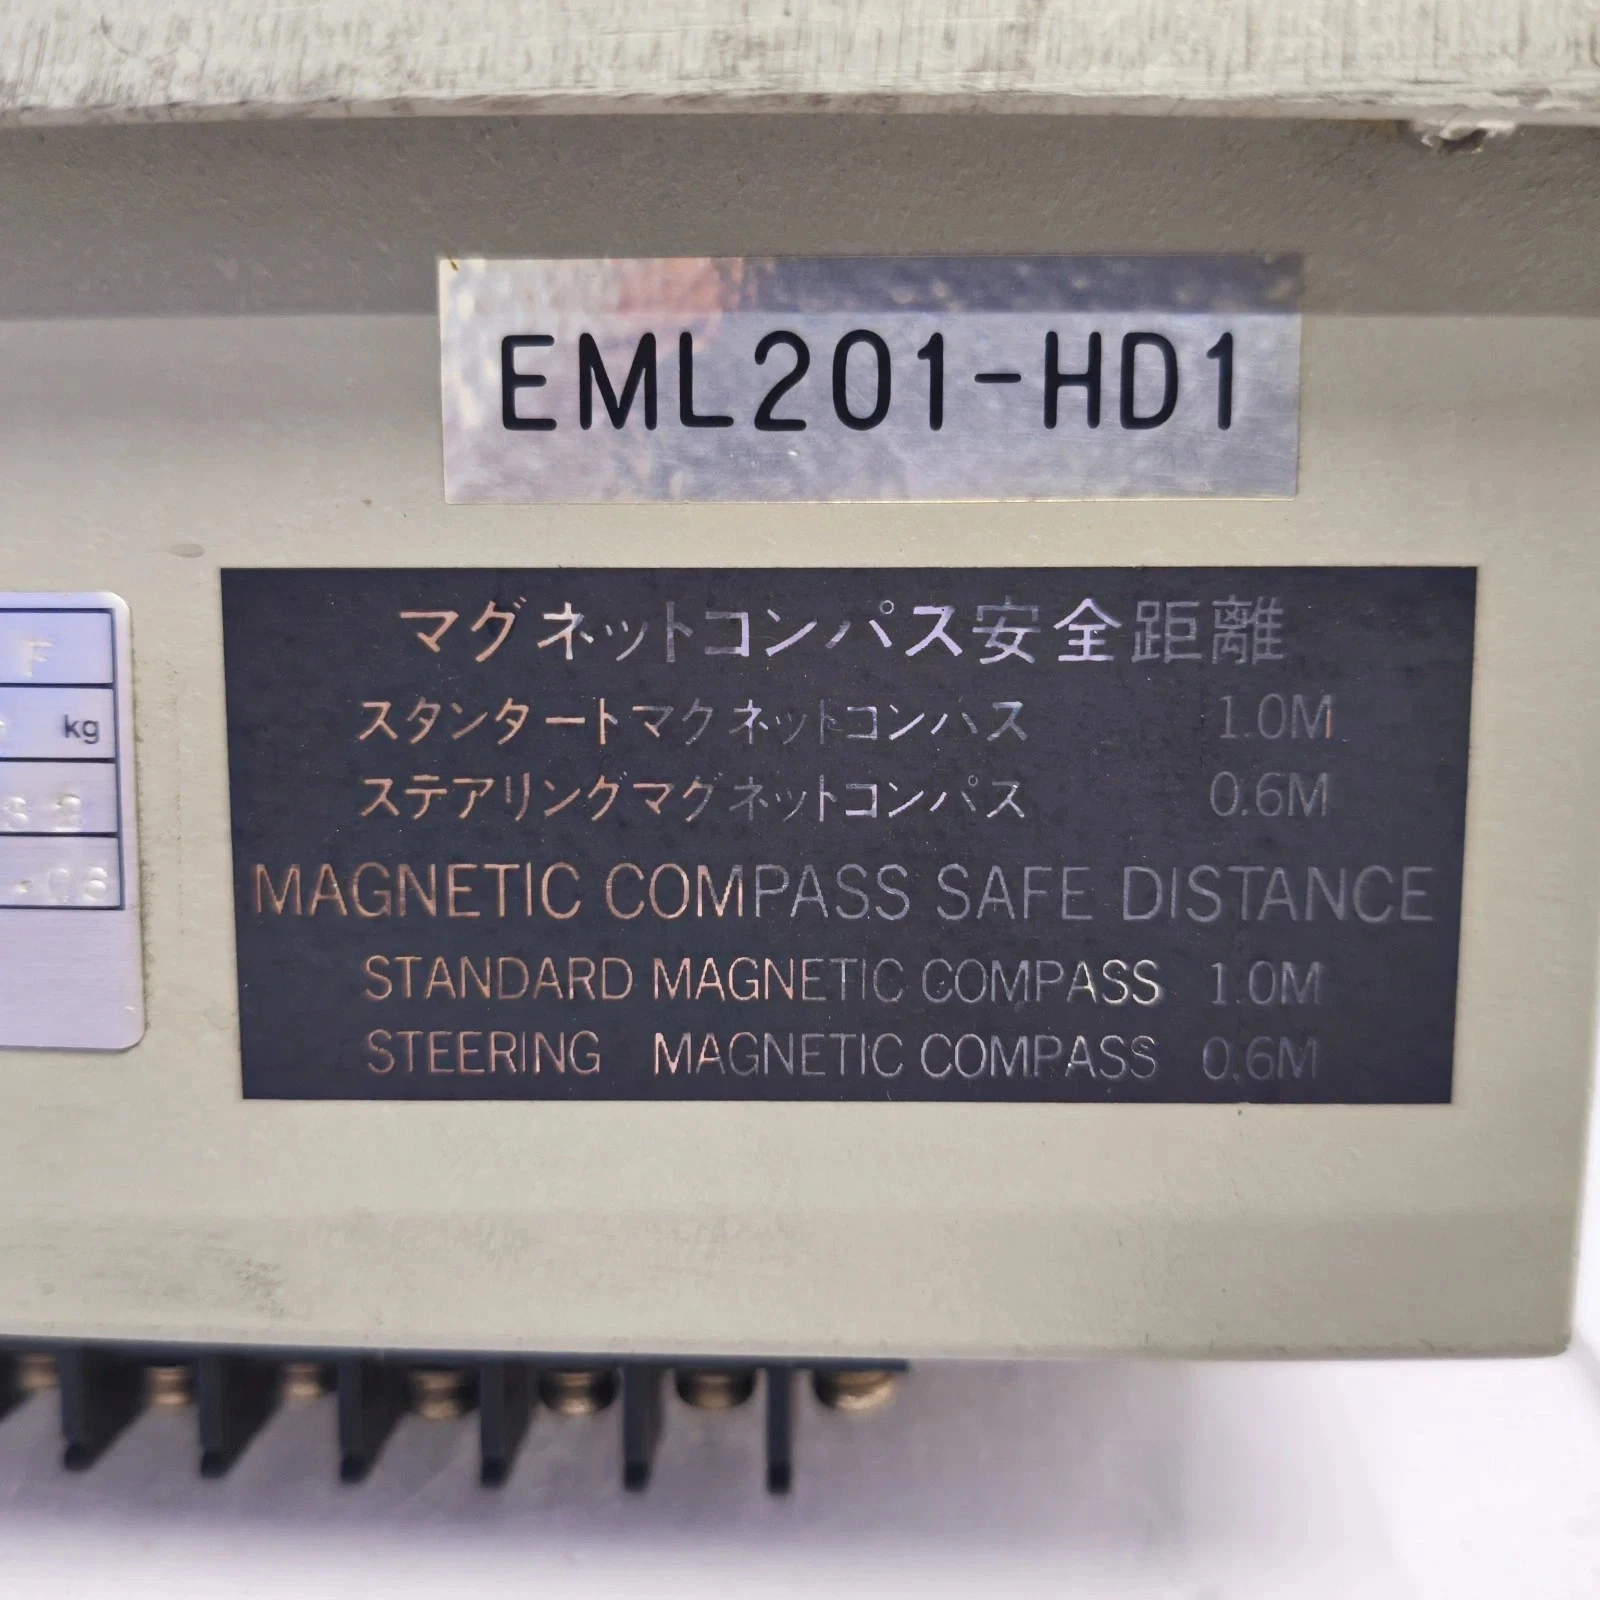 EML201-HD1
F
kg
.06
マグネットコンパス安全距離
スタンタートマクネットコンハス 1.0M
ステアリングマグネットコンパス 0.6M
MAGNETIC COMPASS SAFE DISTANCE
STANDARD MAGNETIC COMPASS 1.0M
STEERING MAGNETIC COMPASS 0.6M